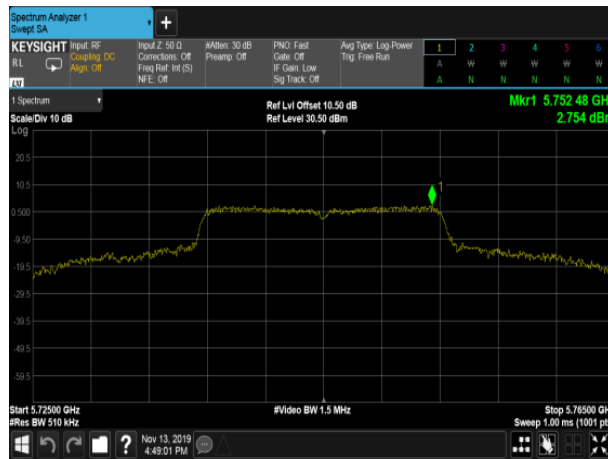 Spectrum Analyzer 1
Swept SA
+
KEYSIGHT Input: RF Input Z: 50 Ω #Atten: 30 dB PNO: Fast Avg Type: Log-Power 1 2 3 4 5 6
RL Coupling: DC Corrections: Off Preamp: Off Gate: Off Trig: Free Run A W W W W W
Align: Off Freq Ref: Int (S) IF Gain: Low A N N N N N
LXI NFE: Off Sig Track: Off
1 Spectrum Ref Lvl Offset 10.50 dB Mkr1 5.752 48 GH
Scale/Div 10 dB Ref Level 30.50 dBm 2.754 dBr
Log
20.5
10.5
1
0.500
-9.50
-19.5
-29.5
-39.5
-49.5
-59.5
Start 5.72500 GHz #Video BW 1.5 MHz Stop 5.76500 GH
#Res BW 510 kHz Sweep 1.00 ms (1001 pt
? Nov 13, 2019
4:49:01 PM